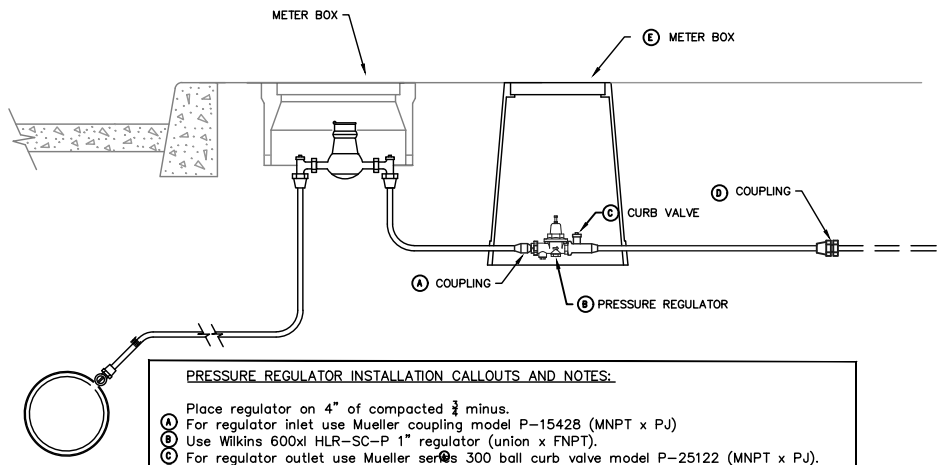 METER BOX
E METER BOX
D COUPLING
C CURB VALVE
A COUPLING
B PRESSURE REGULATOR
PRESSURE REGULATOR INSTALLATION CALLOUTS AND NOTES:
Place regulator on 4" of compacted 3/4 minus.
A For regulator inlet use Mueller coupling model P-15428 (MNPT x PJ)
B Use Wilkins 600xl HLR-SC-P 1" regulator (union x FNPT).
C For regulator outlet use Mueller series 300 ball curb valve model P-25122 (MNPT x PJ).